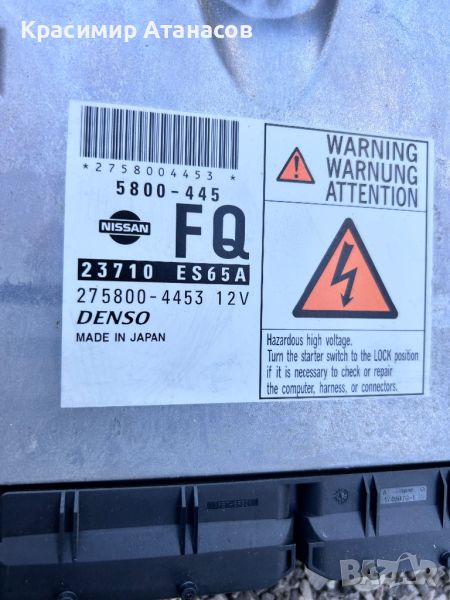 Красимир Атанасов
*2758004453*
5800-445
NISSAN
FQ
23710 ES65A
275800-4453 12V
DENSO
MADE IN JAPAN
WARNING
WARNUNG
ATTENTION
Hazardous high voltage.
Turn the starter switch to the LOCK position
if it is necessary to check or repair
the computer, harness, or connectors.
BAZAR